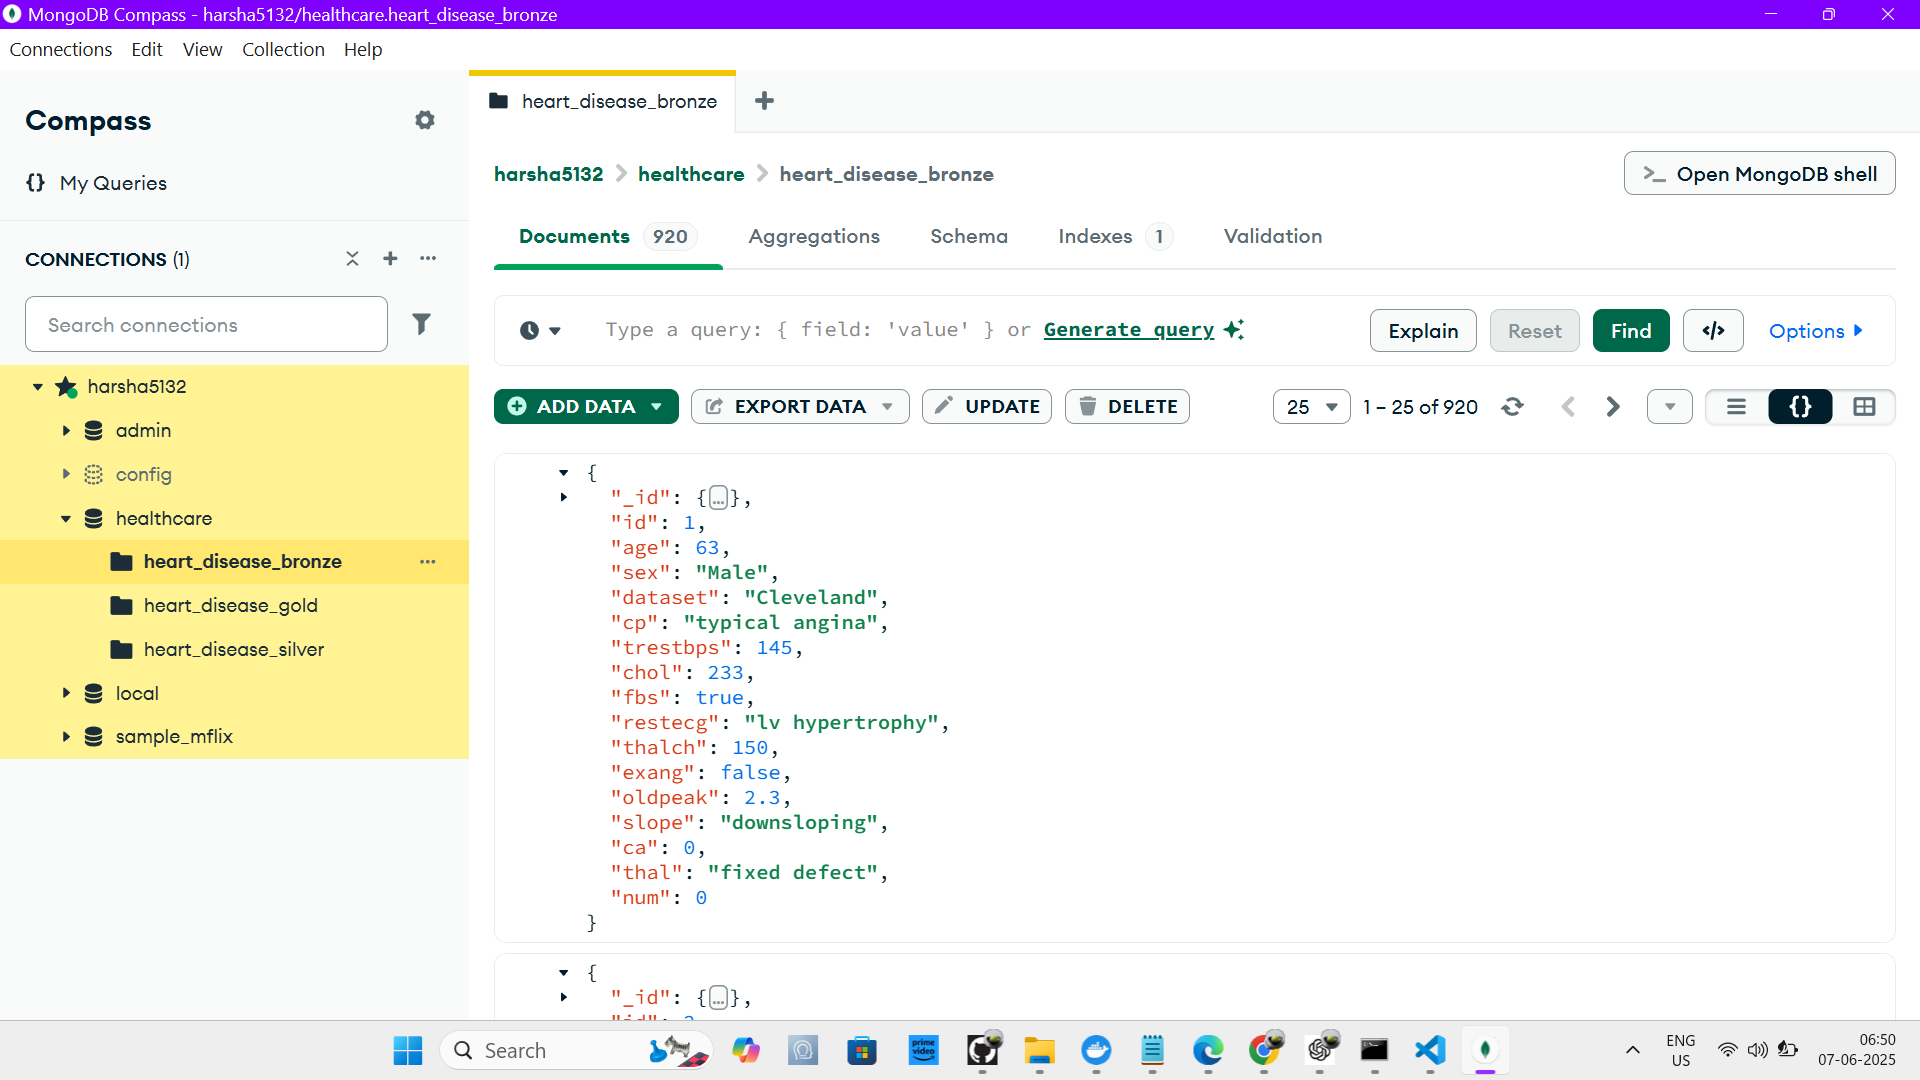 MongoDB Compass - harsha5132/healthcare.heart_disease_bronze
Connections Edit View Collection Help
Compass
{} My Queries
CONNECTIONS (1)
Search connections
harsha5132
admin
config
healthcare
heart_disease_bronze
heart_disease_gold
heart_disease_silver
local
sample_mflix
heart_disease_bronze
harsha5132 > healthcare > heart_disease_bronze
>_ Open MongoDB shell
Documents 920 Aggregations Schema Indexes 1 Validation
Type a query: { field: 'value' } or Generate query
Explain Reset Find </> Options
ADD DATA EXPORT DATA UPDATE DELETE 25 1 – 25 of 920 {}
{
"_id": {…},
"id": 1,
"age": 63,
"sex": "Male",
"dataset": "Cleveland",
"cp": "typical angina",
"trestbps": 145,
"chol": 233,
"fbs": true,
"restecg": "lv hypertrophy",
"thalch": 150,
"exang": false,
"oldpeak": 2.3,
"slope": "downsloping",
"ca": 0,
"thal": "fixed defect",
"num": 0
}
{
"_id": {…},
Search
prime video
ENG
US
06:50
07-06-2025